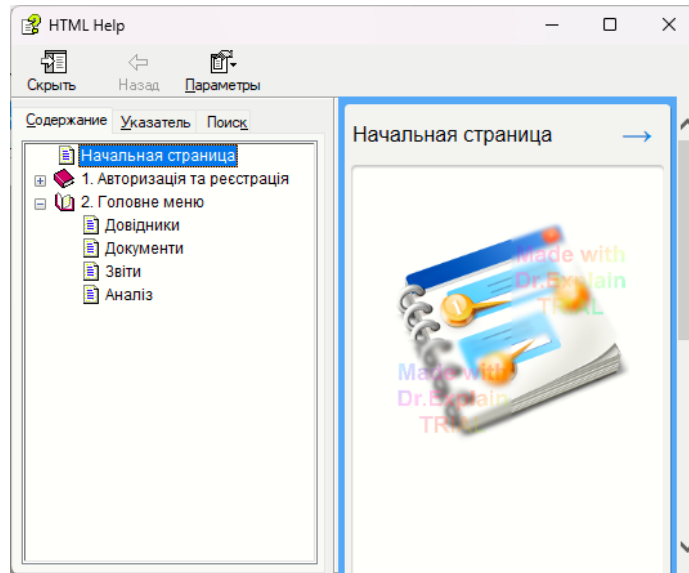 HTML Help
Скрыть Назад Параметры
Содержание Указатель Поиск
Начальная страница
1. Авторизація та реєстрація
2. Головне меню
Довідники
Документи
Звіти
Аналіз
Начальная страница
Made with
Dr.Explain
TRIAL
Made with
Dr.Explain
TRIAL